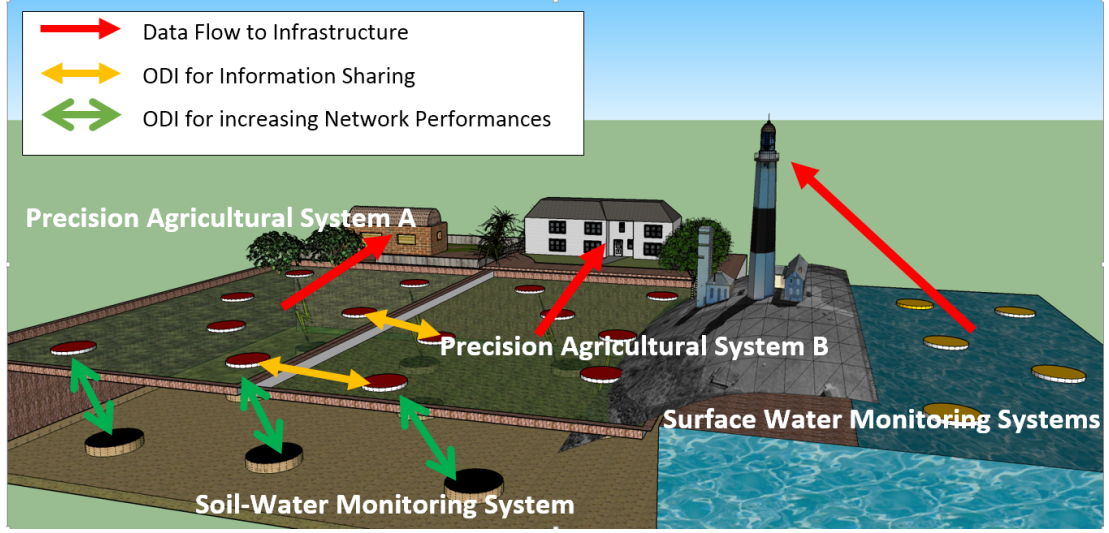 Data Flow to Infrastructure
ODI for Information Sharing
ODI for increasing Network Performances
Precision Agricultural System A
Precision Agricultural System B
Surface Water Monitoring Systems
Soil-Water Monitoring System